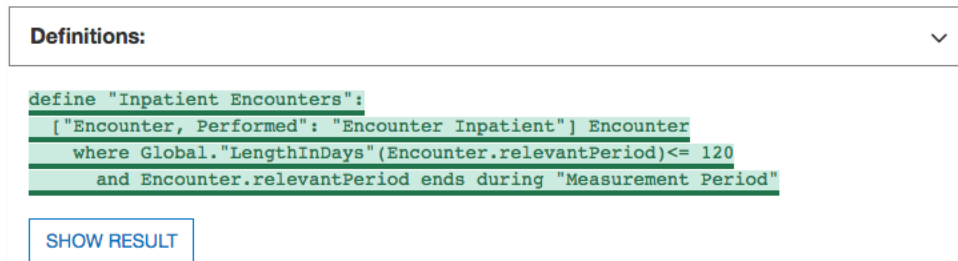 Definitions:
define "Inpatient Encounters":
["Encounter, Performed": "Encounter Inpatient"] Encounter
where Global."LengthInDays"(Encounter.relevantPeriod)<= 120
and Encounter.relevantPeriod ends during "Measurement Period"
SHOW RESULT